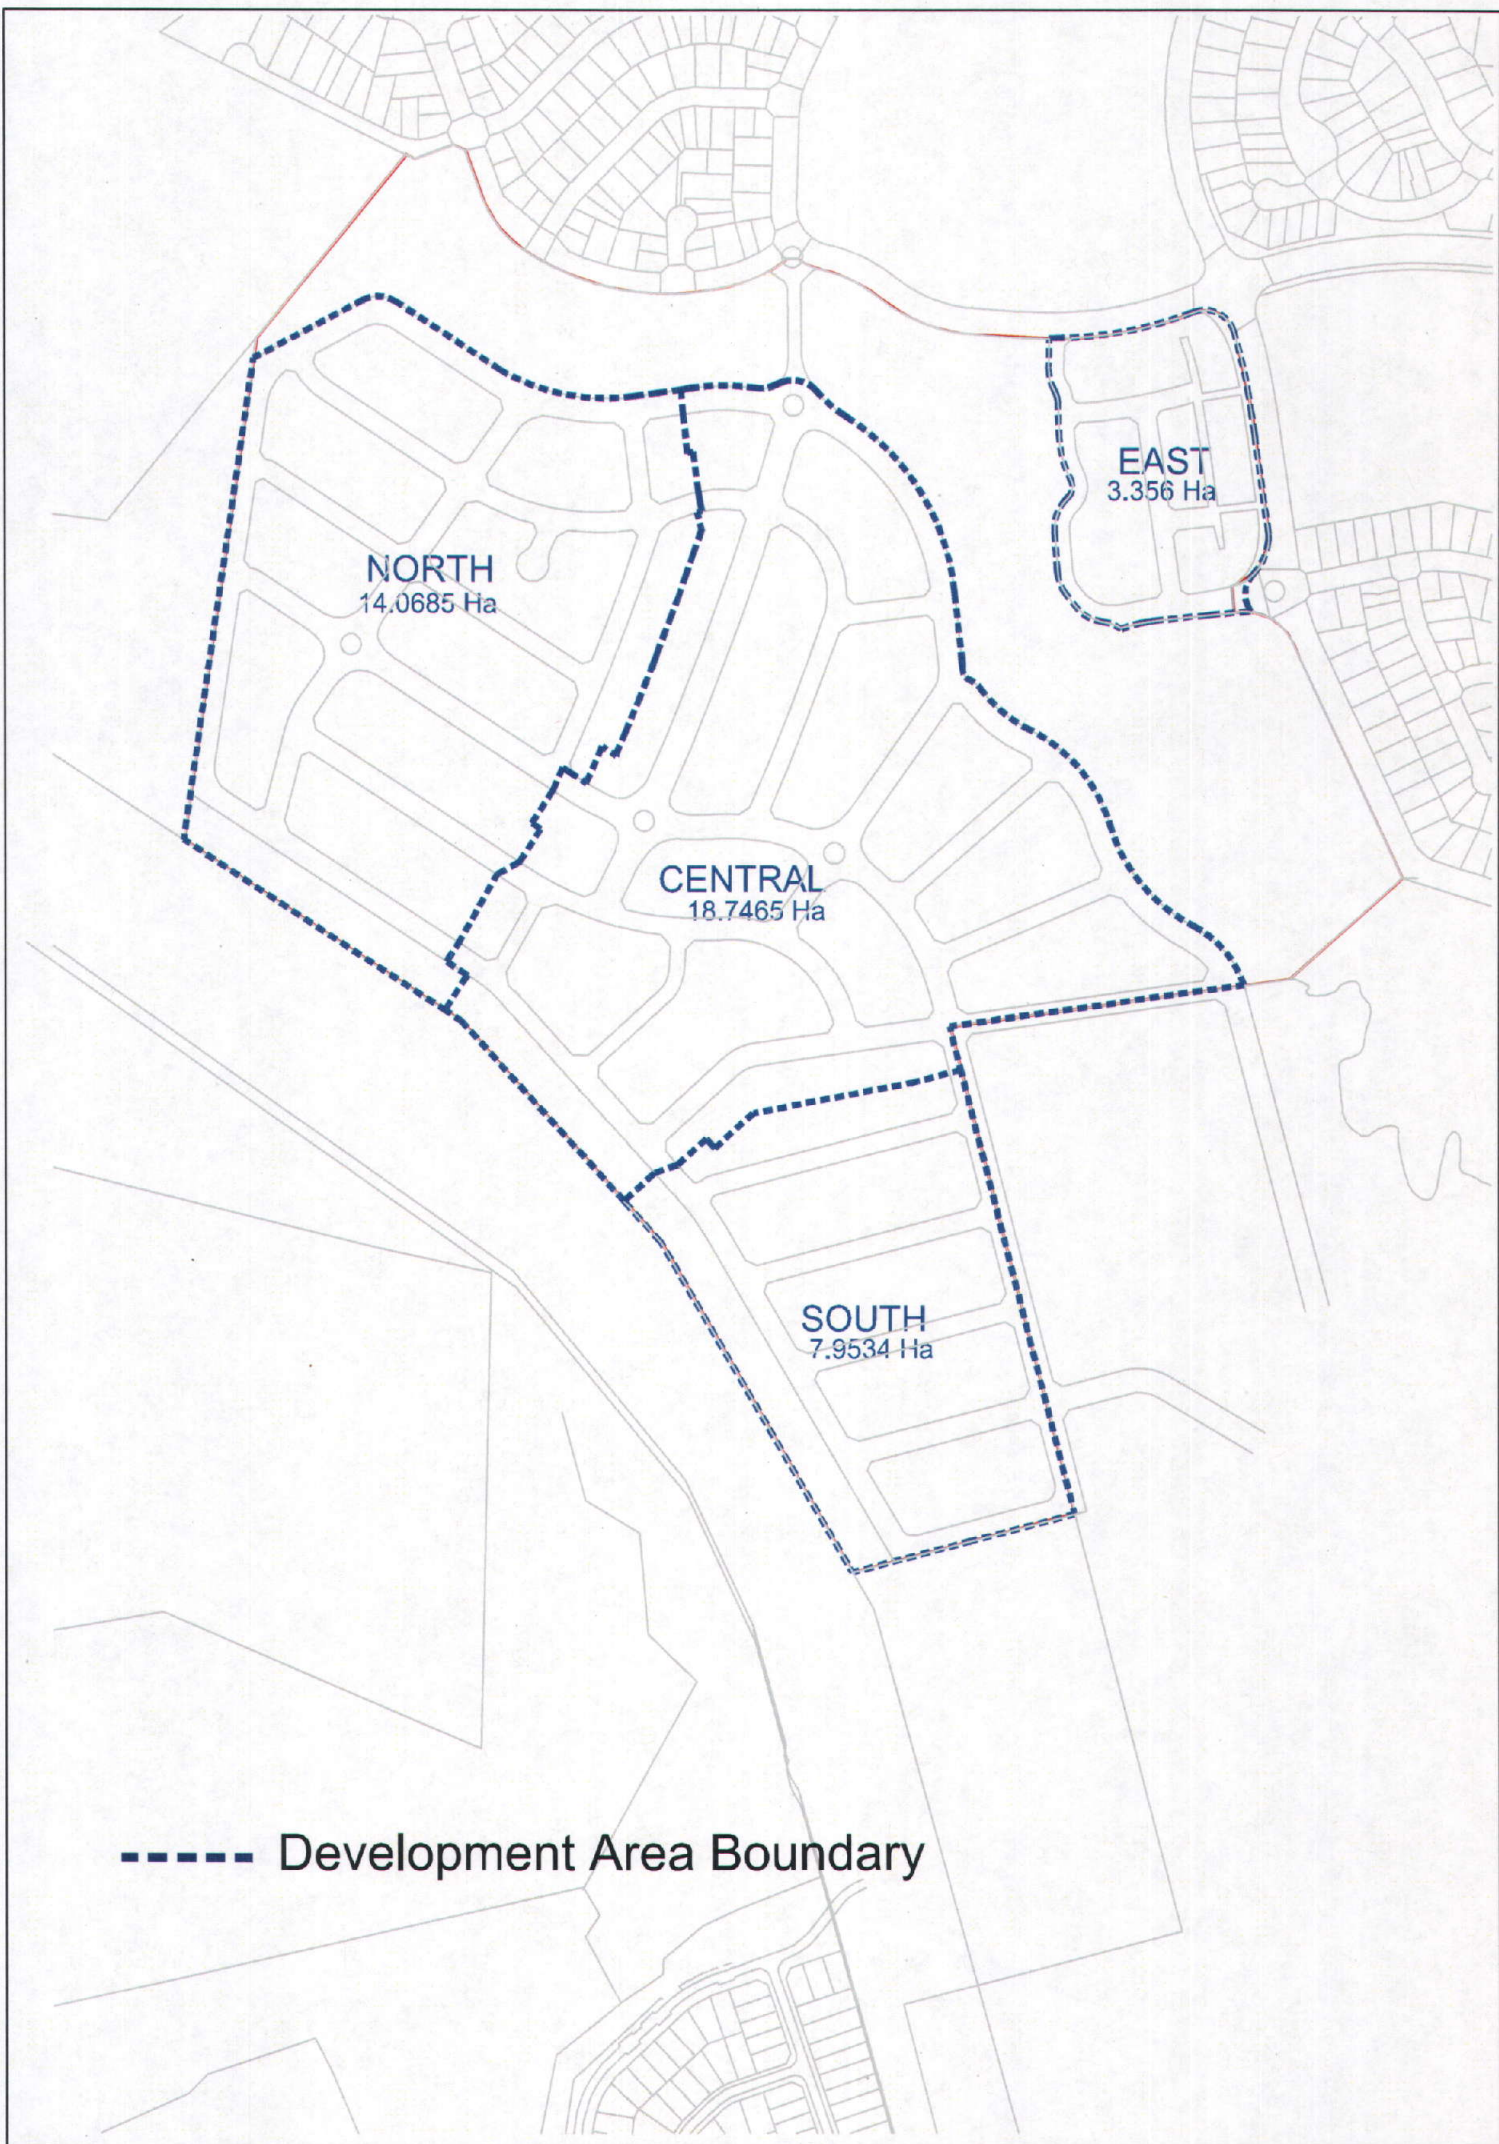 EAST
3.356 Ha
NORTH
14.0685 Ha
CENTRAL
18.7465 Ha
SOUTH
7.9534 Ha
Development Area Boundary